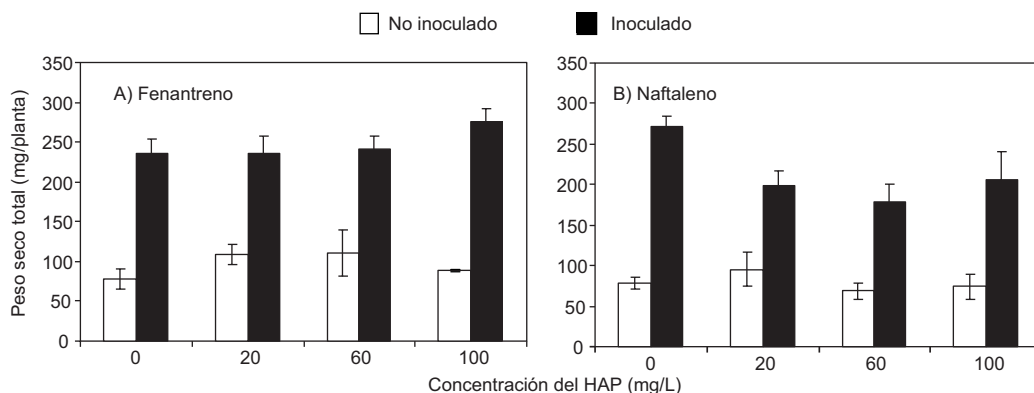 No inoculado Inoculado
Peso seco total (mg/planta)
A) Fenantreno
350
300
250
200
150
100
50
0
0 20 60 100
B) Naftaleno
350
300
250
200
150
100
50
0
0 20 60 100
Concentración del HAP (mg/L)